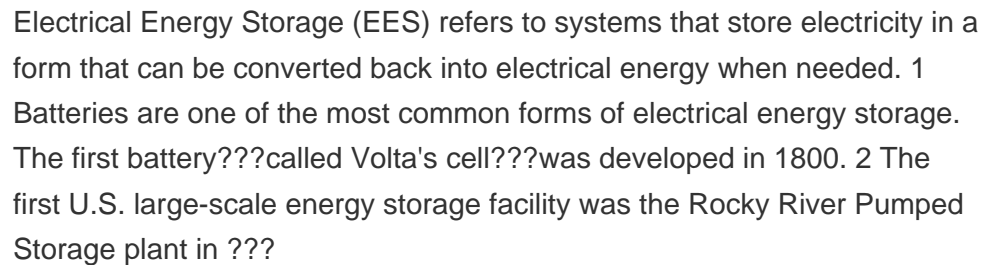 Electrical Energy Storage (EES) refers to systems that store electricity in a
form that can be converted back into electrical energy when needed. 1
Batteries are one of the most common forms of electrical energy storage.
The first battery???called Volta's cell???was developed in 1800. 2 The
first U.S. large-scale energy storage facility was the Rocky River Pumped
Storage plant in ???